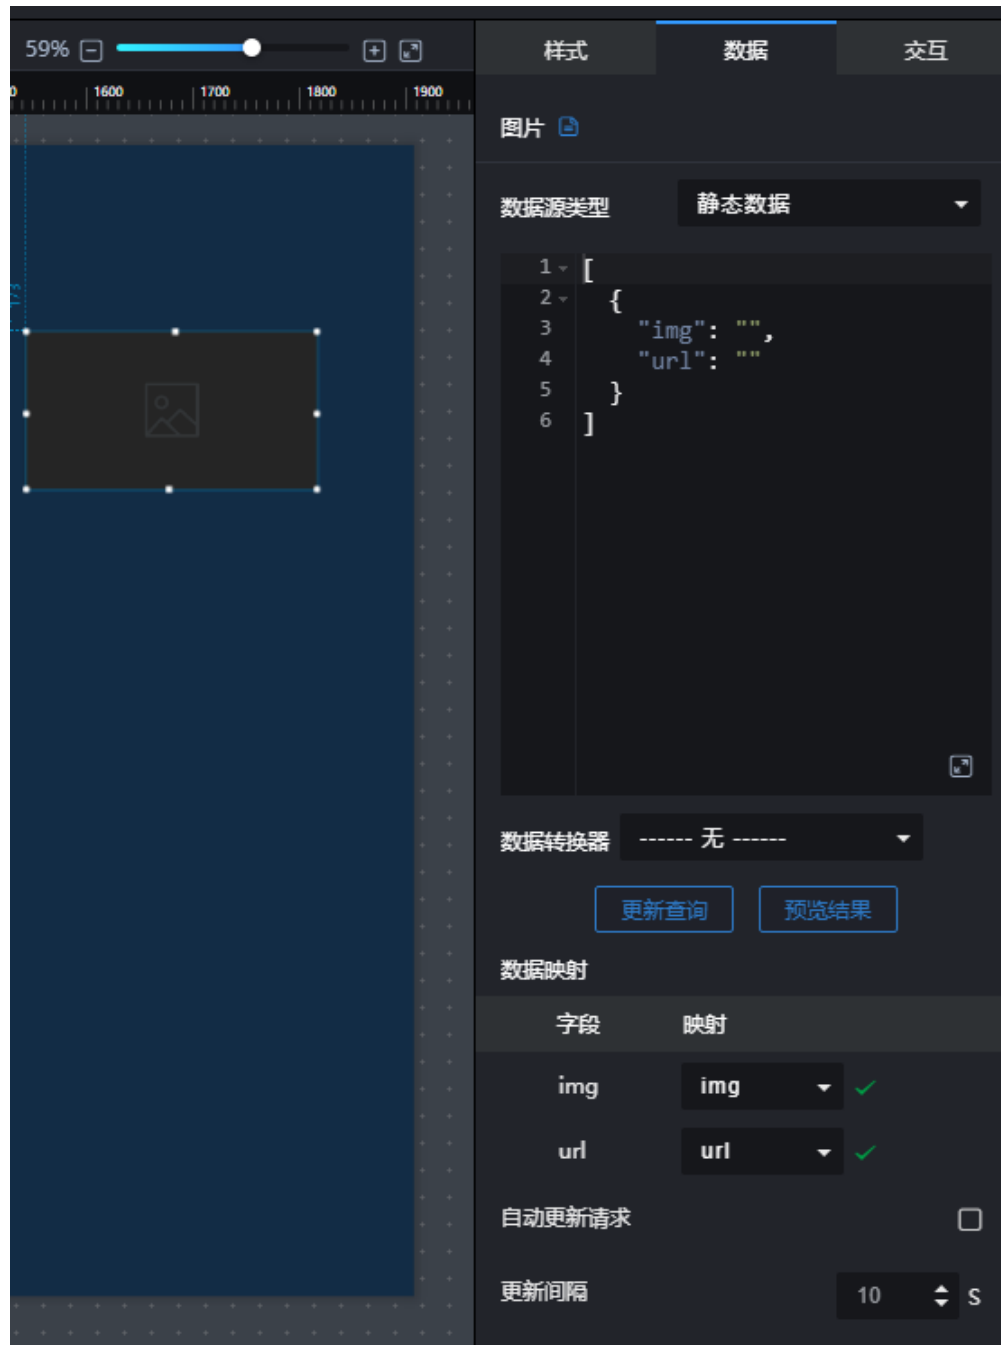 59%
样式 数据 交互
0 1600 1700 1800 1900
图片
数据源类型 静态数据
1 [
2 {
3 "img": "",
4 "url": ""
5 }
6 ]
数据转换器 ------ 无 ------
更新查询 预览结果
数据映射
字段 映射
img img
url url
自动更新请求
更新间隔 10 S